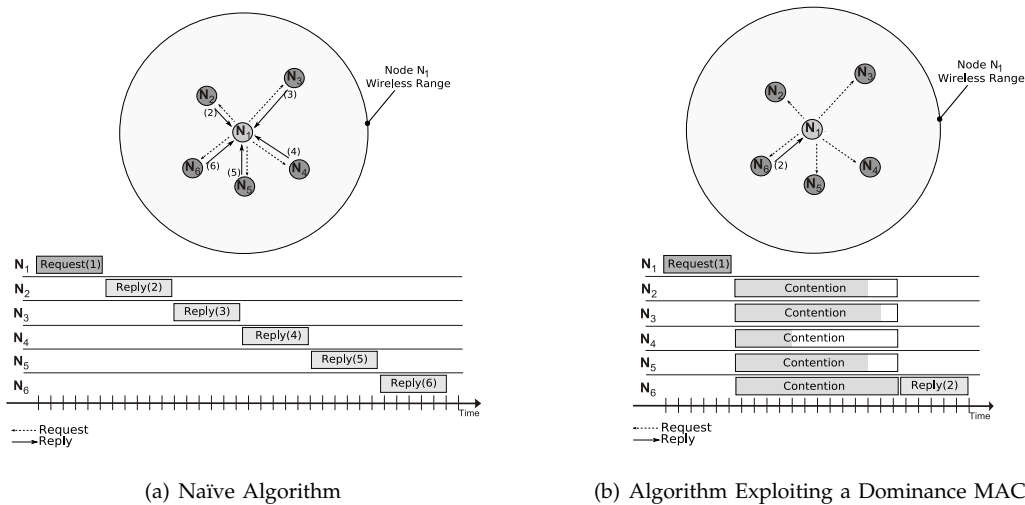 N2
N3
(3)
(2)
N1
(4)
N6
(6)
(5)
N5
N4
Node N1
Wireless Range
N1 Request(1)
N2 Reply(2)
N3 Reply(3)
N4 Reply(4)
N5 Reply(5)
N6 Reply(6)
Time
Request
Reply
(a) Naïve Algorithm
N2
N3
N1
N6
(2)
N5
N4
Node N1
Wireless Range
N1 Request(1)
N2 Contention
N3 Contention
N4 Contention
N5 Contention
N6 Contention Reply(2)
Time
Request
Reply
(b) Algorithm Exploiting a Dominance MAC